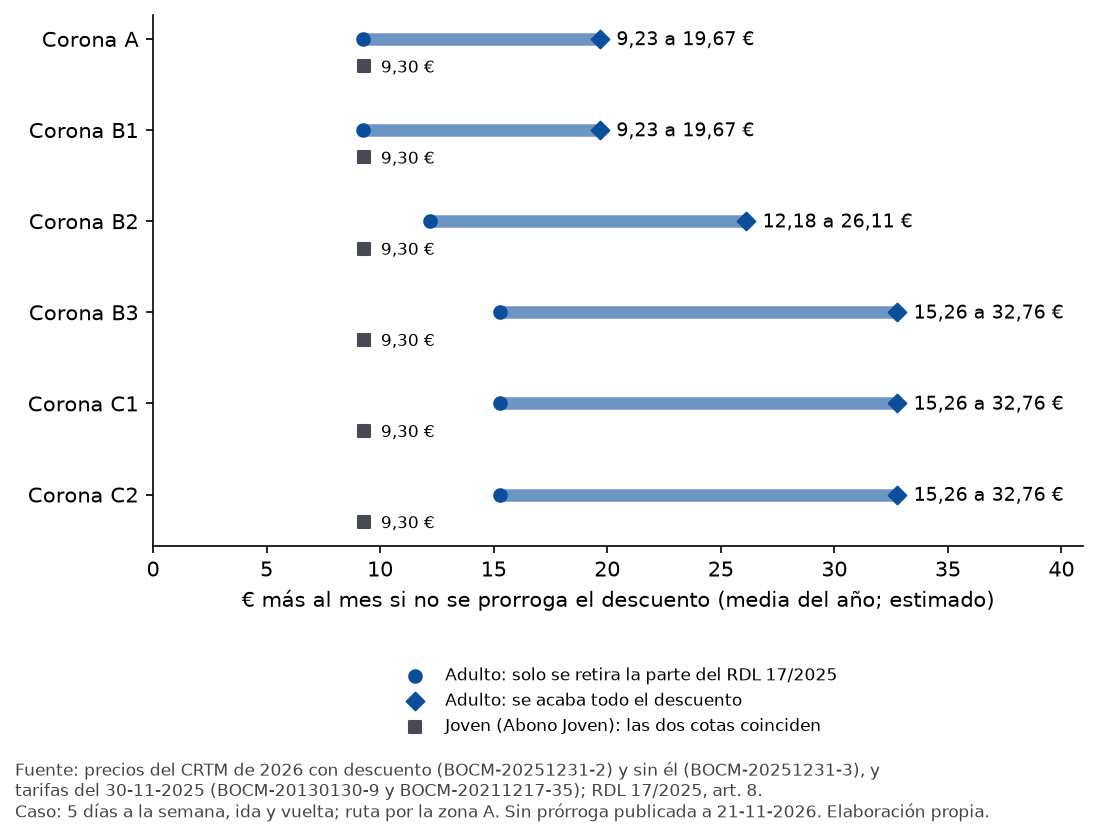 Corona A
9,23 a 19,67 €
9,30 €
Corona B1
9,23 a 19,67 €
9,30 €
Corona B2
12,18 a 26,11 €
9,30 €
Corona B3
15,26 a 32,76 €
9,30 €
Corona C1
15,26 a 32,76 €
9,30 €
Corona C2
15,26 a 32,76 €
9,30 €
0 5 10 15 20 25 30 35 40
€ más al mes si no se prorroga el descuento (media del año; estimado)
Adulto: solo se retira la parte del RDL 17/2025
Adulto: se acaba todo el descuento
Joven (Abono Joven): las dos cotas coinciden
Fuente: precios del CRTM de 2026 con descuento (BOCM-20251231-2) y sin él (BOCM-20251231-3), y
tarifas del 30-11-2025 (BOCM-20130130-9 y BOCM-20211217-35); RDL 17/2025, art. 8.
Caso: 5 días a la semana, ida y vuelta; ruta por la zona A. Sin prórroga publicada a 21-11-2026. Elaboración propia.